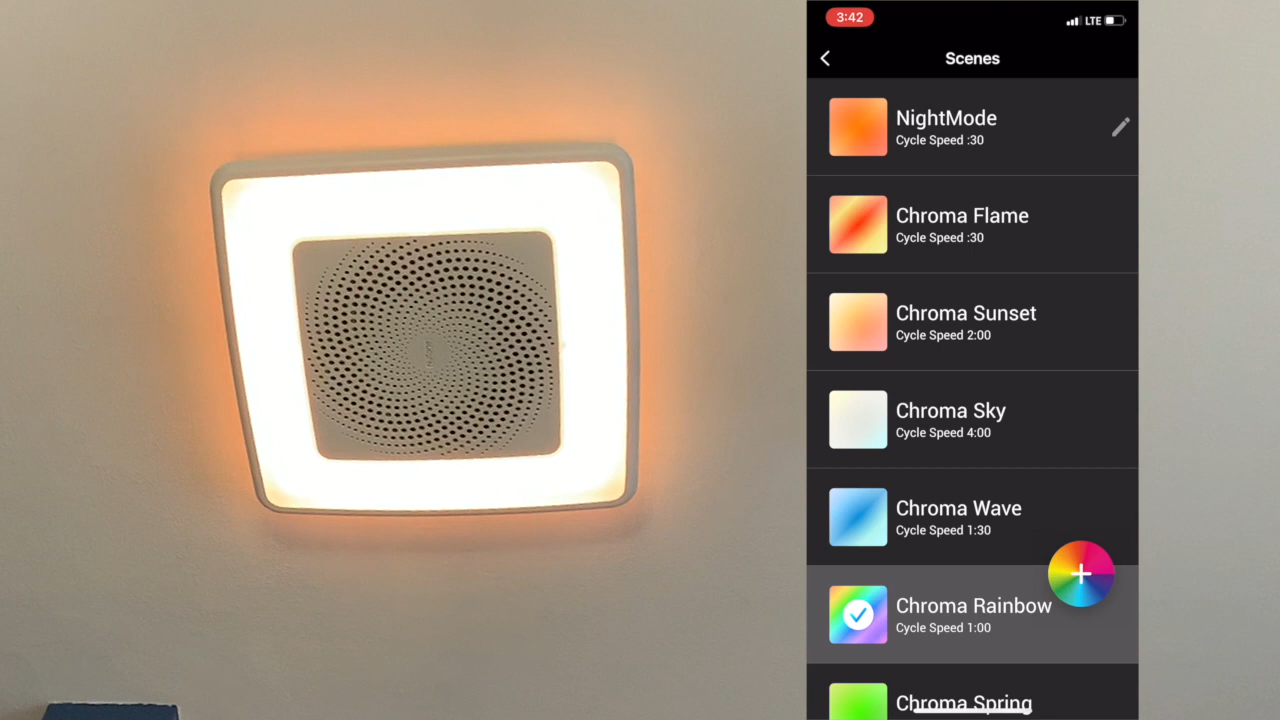 3:42
LTE
Scenes
NightMode
Cycle Speed :30
Chroma Flame
Cycle Speed :30
Chroma Sunset
Cycle Speed 2:00
Chroma Sky
Cycle Speed 4:00
Chroma Wave
Cycle Speed 1:30
Chroma Rainbow
Cycle Speed 1:00
Chroma Spring